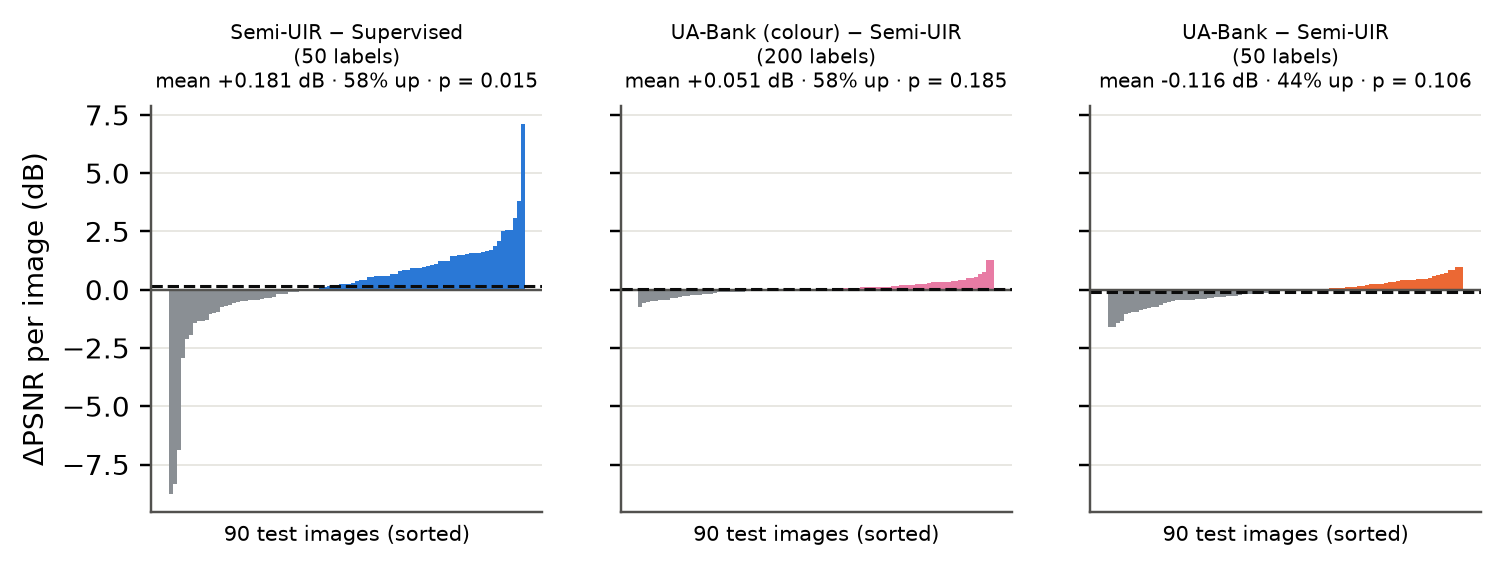 Semi-UIR − Supervised
(50 labels)
mean +0.181 dB · 58% up · p = 0.015
UA-Bank (colour) − Semi-UIR
(200 labels)
mean +0.051 dB · 58% up · p = 0.185
UA-Bank − Semi-UIR
(50 labels)
mean -0.116 dB · 44% up · p = 0.106
ΔPSNR per image (dB)
7.5
5.0
2.5
0.0
−2.5
−5.0
−7.5
90 test images (sorted)
90 test images (sorted)
90 test images (sorted)